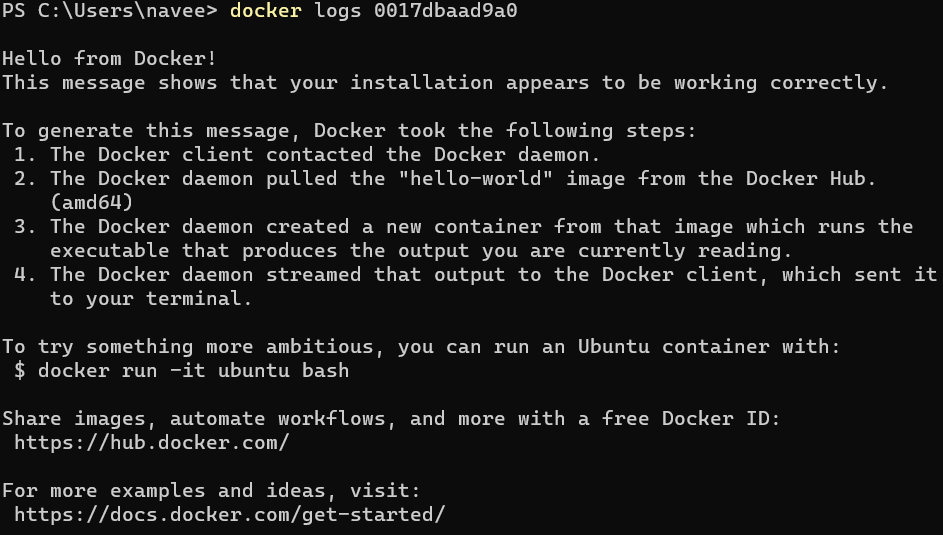 PS C:\Users\navee> docker logs 0017dbaad9a0
Hello from Docker!
This message shows that your installation appears to be working correctly.
To generate this message, Docker took the following steps:
1. The Docker client contacted the Docker daemon.
2. The Docker daemon pulled the "hello-world" image from the Docker Hub.
(amd64)
3. The Docker daemon created a new container from that image which runs the
executable that produces the output you are currently reading.
4. The Docker daemon streamed that output to the Docker client, which sent it
to your terminal.
To try something more ambitious, you can run an Ubuntu container with:
$ docker run -it ubuntu bash
Share images, automate workflows, and more with a free Docker ID:
https://hub.docker.com/
For more examples and ideas, visit:
https://docs.docker.com/get-started/